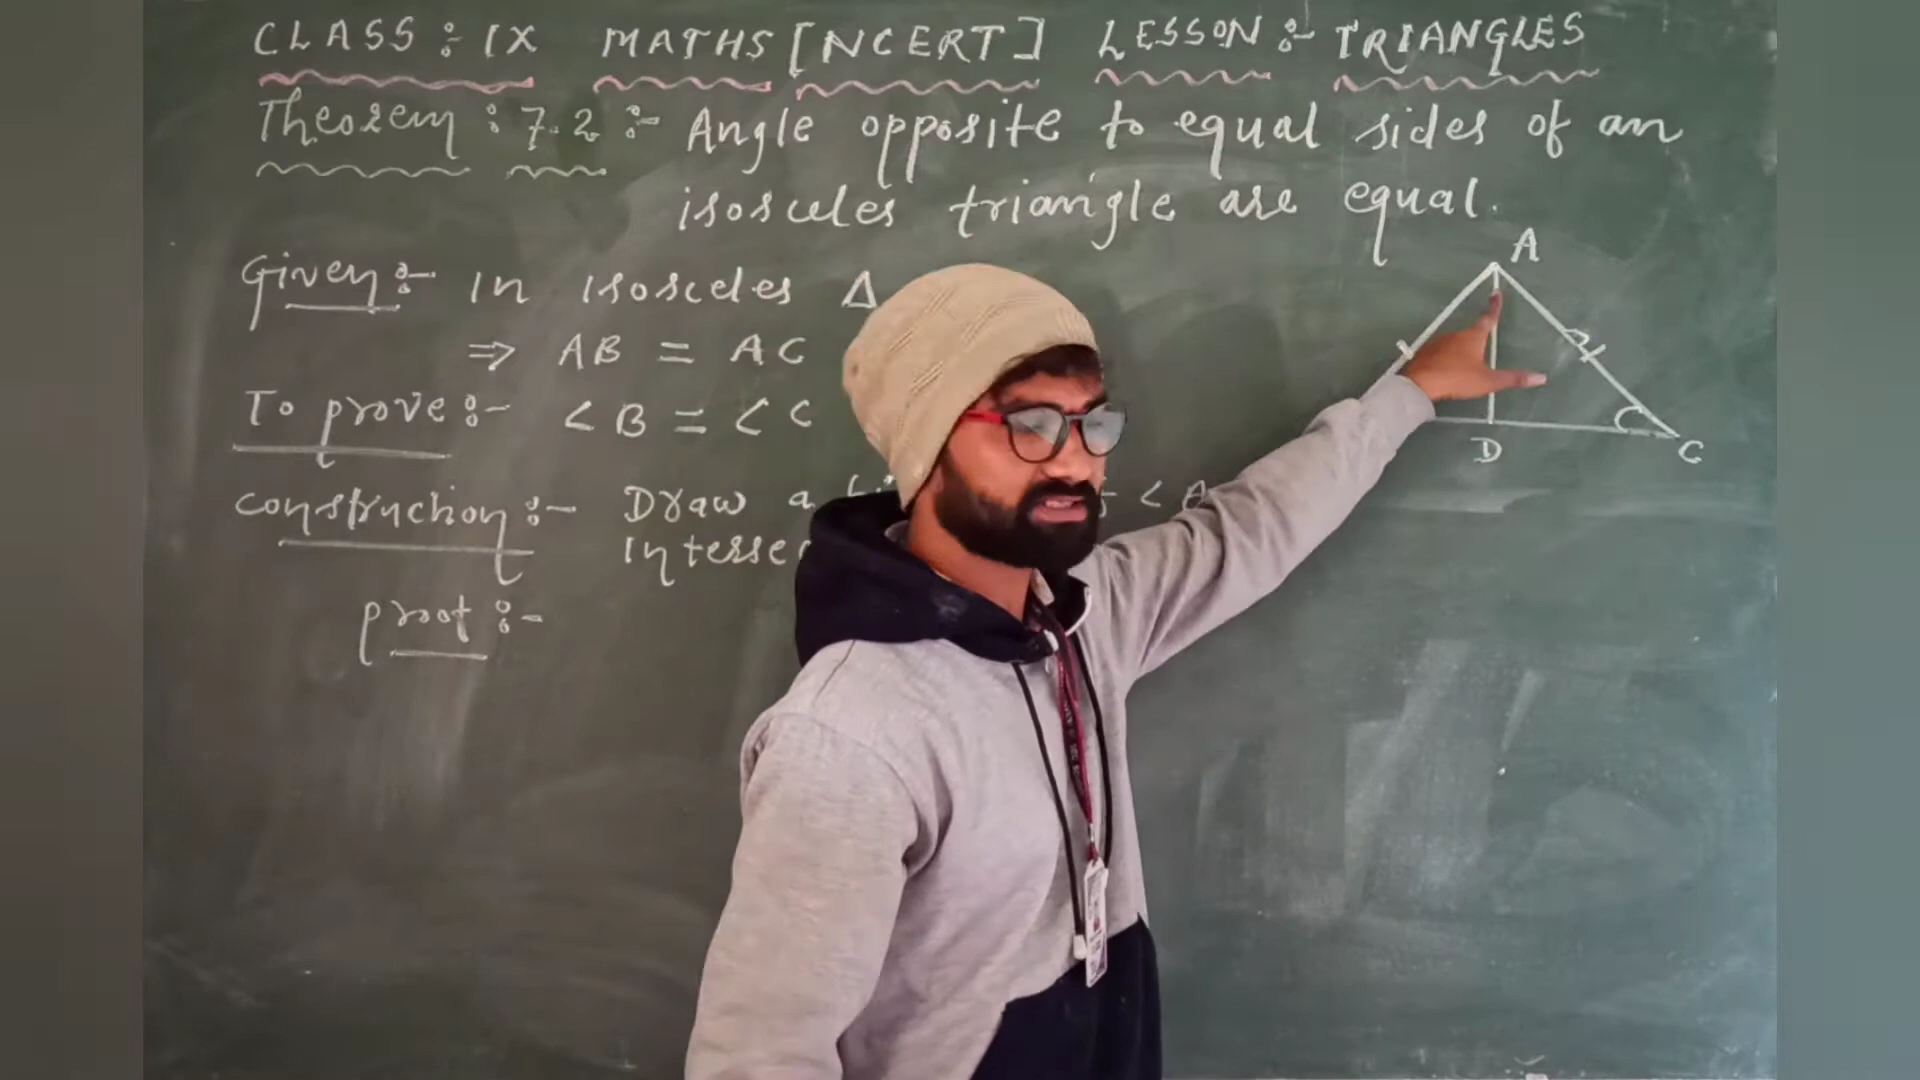 CLASS :- IX MATHS [NCERT] LESSON :- TRIANGLES
Theorem : 7.2 :- Angle opposite to equal sides of an
isosceles triangle are equal.
Given :- In isosceles Δ
⇒ AB = AC
To prove :- ∠B = ∠C
Construction :- Draw a ∠A
proof :-
A
D
C